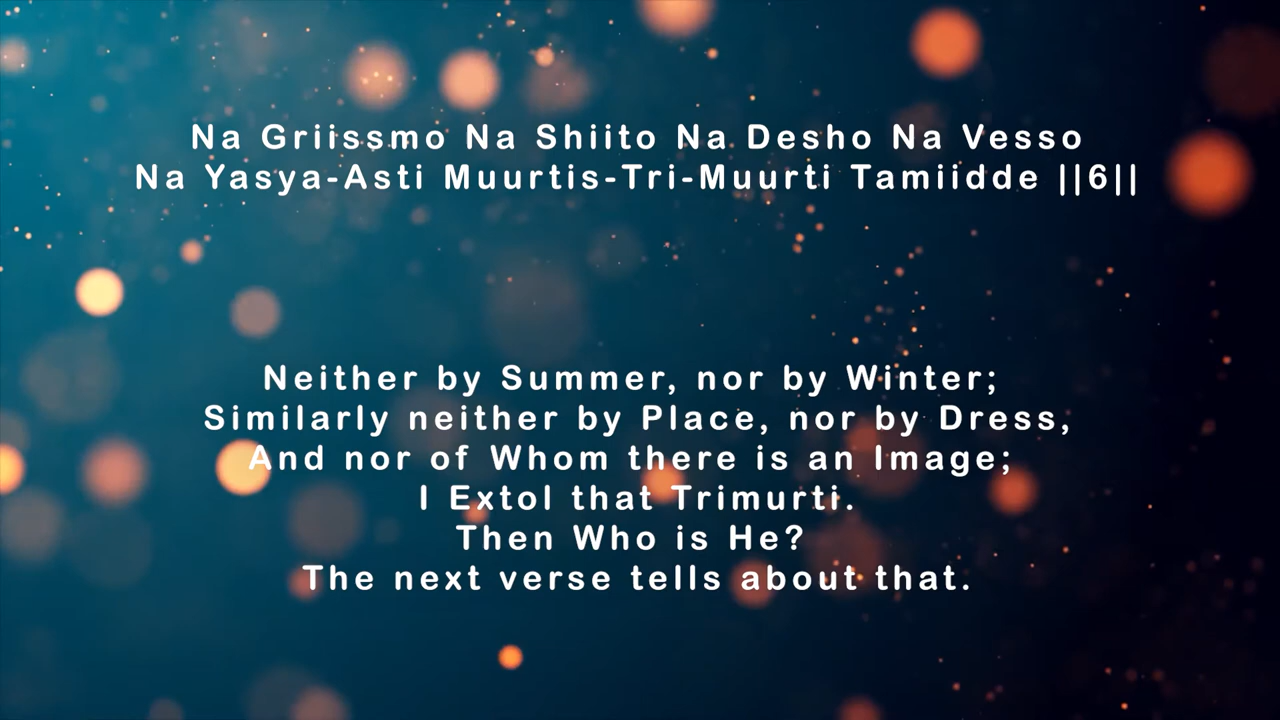 Na Griissmo Na Shiito Na Desho Na Vesso
Na Yasya-Asti Muurtis-Tri-Muurti Tamiidde ||6||
Neither by Summer, nor by Winter;
Similarly neither by Place, nor by Dress,
And nor of Whom there is an Image;
I Extol that Trimurti.
Then Who is He?
The next verse tells about that.